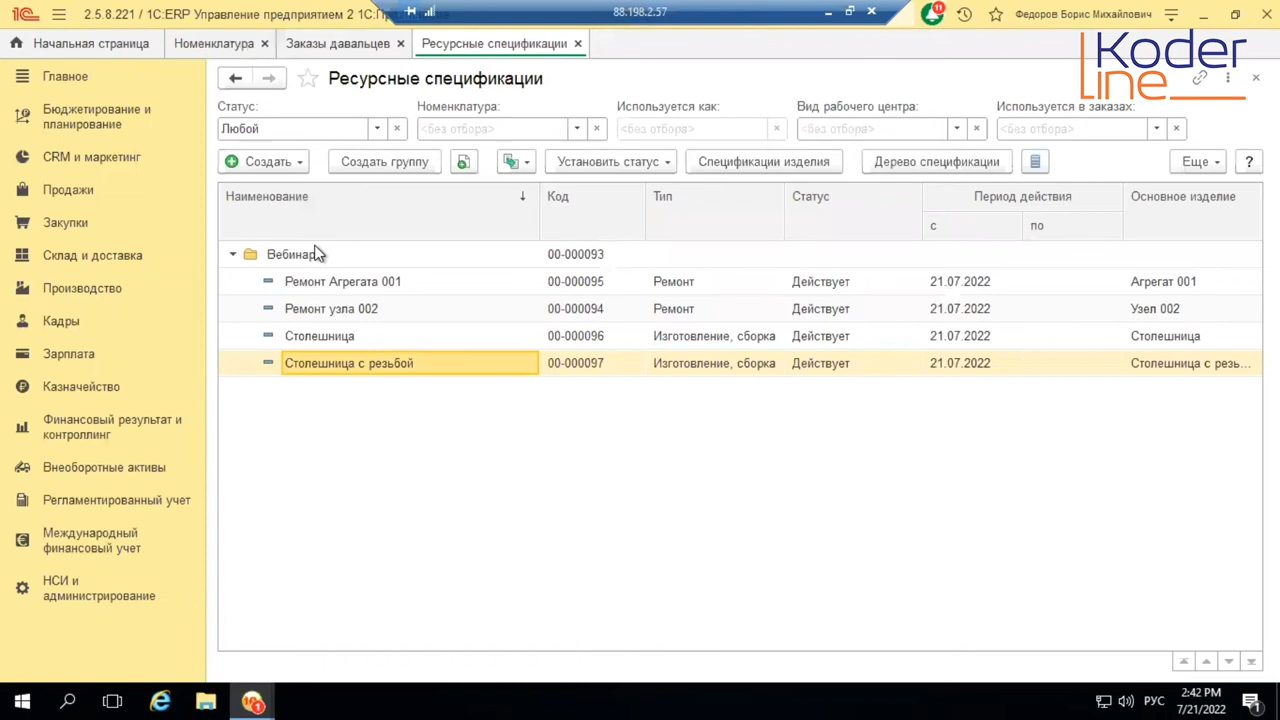 2.5.8.221 / 1C:ERP Управление предприятием 2 1С:П
88.198.2.57
11
Федоров Борис Михайлович
Начальная страница
Номенклатура
Заказы давальцев
Ресурсные спецификации
Koder
line
Главное
Бюджетирование и
планирование
CRM и маркетинг
Продажи
Закупки
Склад и доставка
Производство
Кадры
Зарплата
Казначейство
Финансовый результат и
контроллинг
Внеоборотные активы
Регламентированный учет
Международный
финансовый учет
НСИ и
администрирование
Ресурсные спецификации
Статус: Номенклатура: Используется как: Вид рабочего центра: Используется в заказах:
Любой <без отбора> <без отбора> <без отбора> <без отбора>
Создать Создать группу Установить статус Спецификации изделия Дерево спецификации Еще ?
Наименование Код Тип Статус Период действия Основное изделие
с по
Вебинар 00-000093
Ремонт Агрегата 001 00-000095 Ремонт Действует 21.07.2022 Агрегат 001
Ремонт узла 002 00-000094 Ремонт Действует 21.07.2022 Узел 002
Столешница 00-000096 Изготовление, сборка Действует 21.07.2022 Столешница
Столешница с резьбой 00-000097 Изготовление, сборка Действует 21.07.2022 Столешница с резь...
РУС
2:42 PM
7/21/2022
1